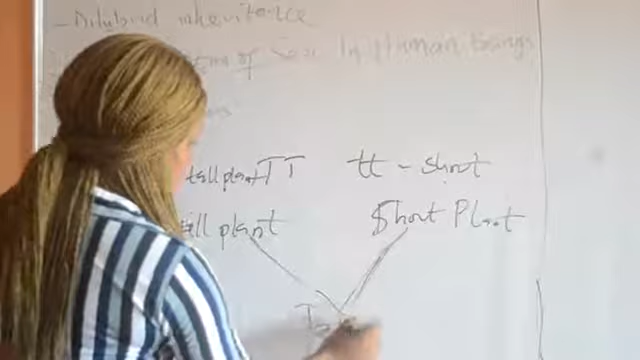 - Dihybrid inheritance
of Sex In Human Beings
tall plant TT tt - short
tall plant Short Plant